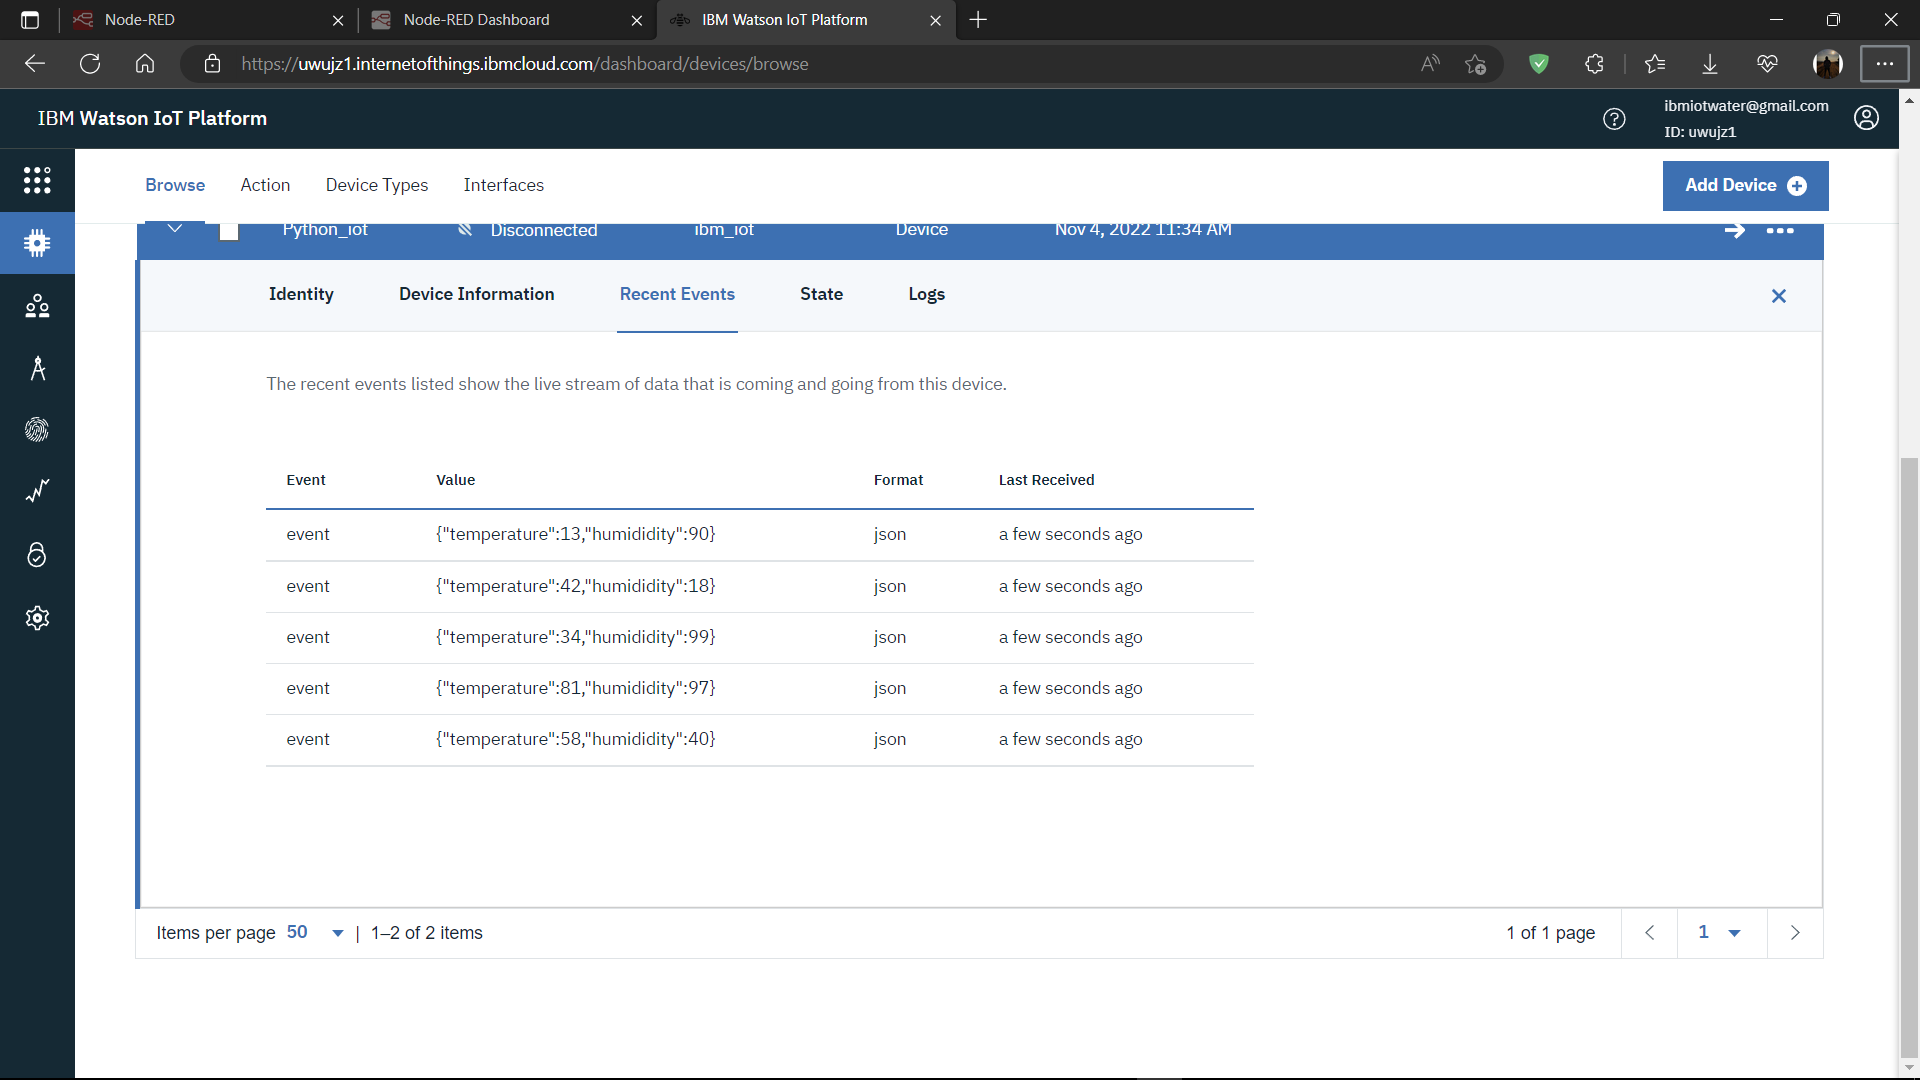 Node-RED
Node-RED Dashboard
IBM Watson IoT Platform
https://uwujz1.internetofthings.ibmcloud.com/dashboard/devices/browse
IBM Watson IoT Platform
ibmiotwater@gmail.com
ID: uwujz1
Browse Action Device Types Interfaces
Add Device
Python_iot Disconnected ibm_iot Device Nov 4, 2022 11:34 AM
Identity Device Information Recent Events State Logs
The recent events listed show the live stream of data that is coming and going from this device.
Event Value Format Last Received
event {"temperature":13,"humididity":90} json a few seconds ago
event {"temperature":42,"humididity":18} json a few seconds ago
event {"temperature":34,"humididity":99} json a few seconds ago
event {"temperature":81,"humididity":97} json a few seconds ago
event {"temperature":58,"humididity":40} json a few seconds ago
Items per page 50 | 1–2 of 2 items 1 of 1 page 1